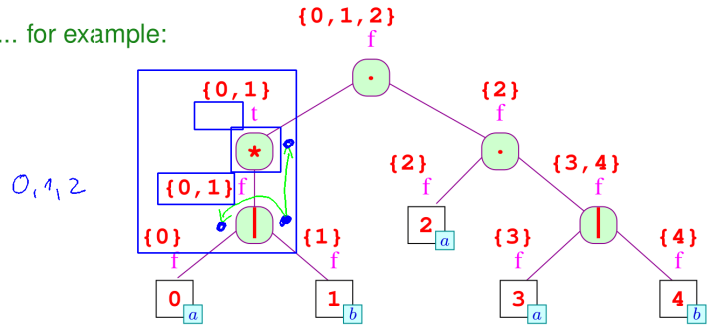 {0,1,2}
... for example:
f
.
{0,1}
{2}
t
f
*
.
{2}
{3,4}
0,1,2
{0,1} f
f
f
|
2
a
|
{0}
{1}
{3}
{4}
f
f
f
f
0
a
1
b
3
a
4
b